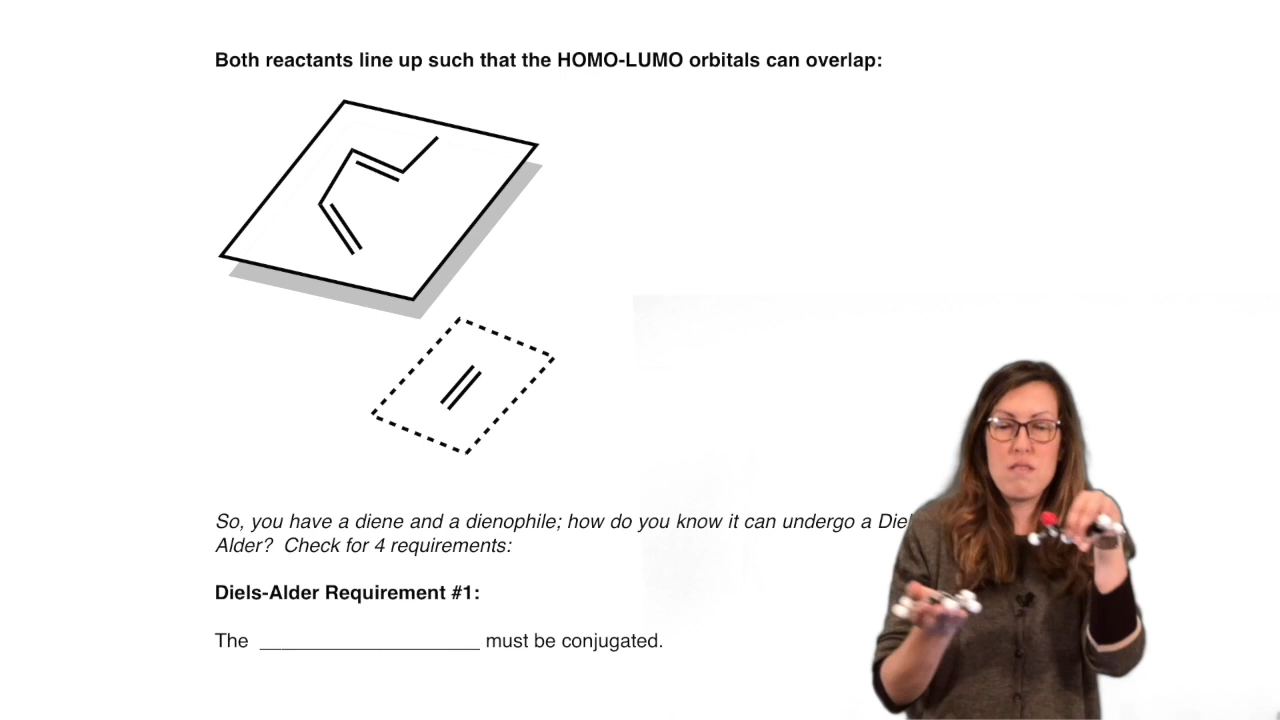 Both reactants line up such that the HOMO-LUMO orbitals can overlap:
So, you have a diene and a dienophile; how do you know it can undergo a
Alder? Check for 4 requirements:
Diels-Alder Requirement #1:
The ____________________ must be conjugated.